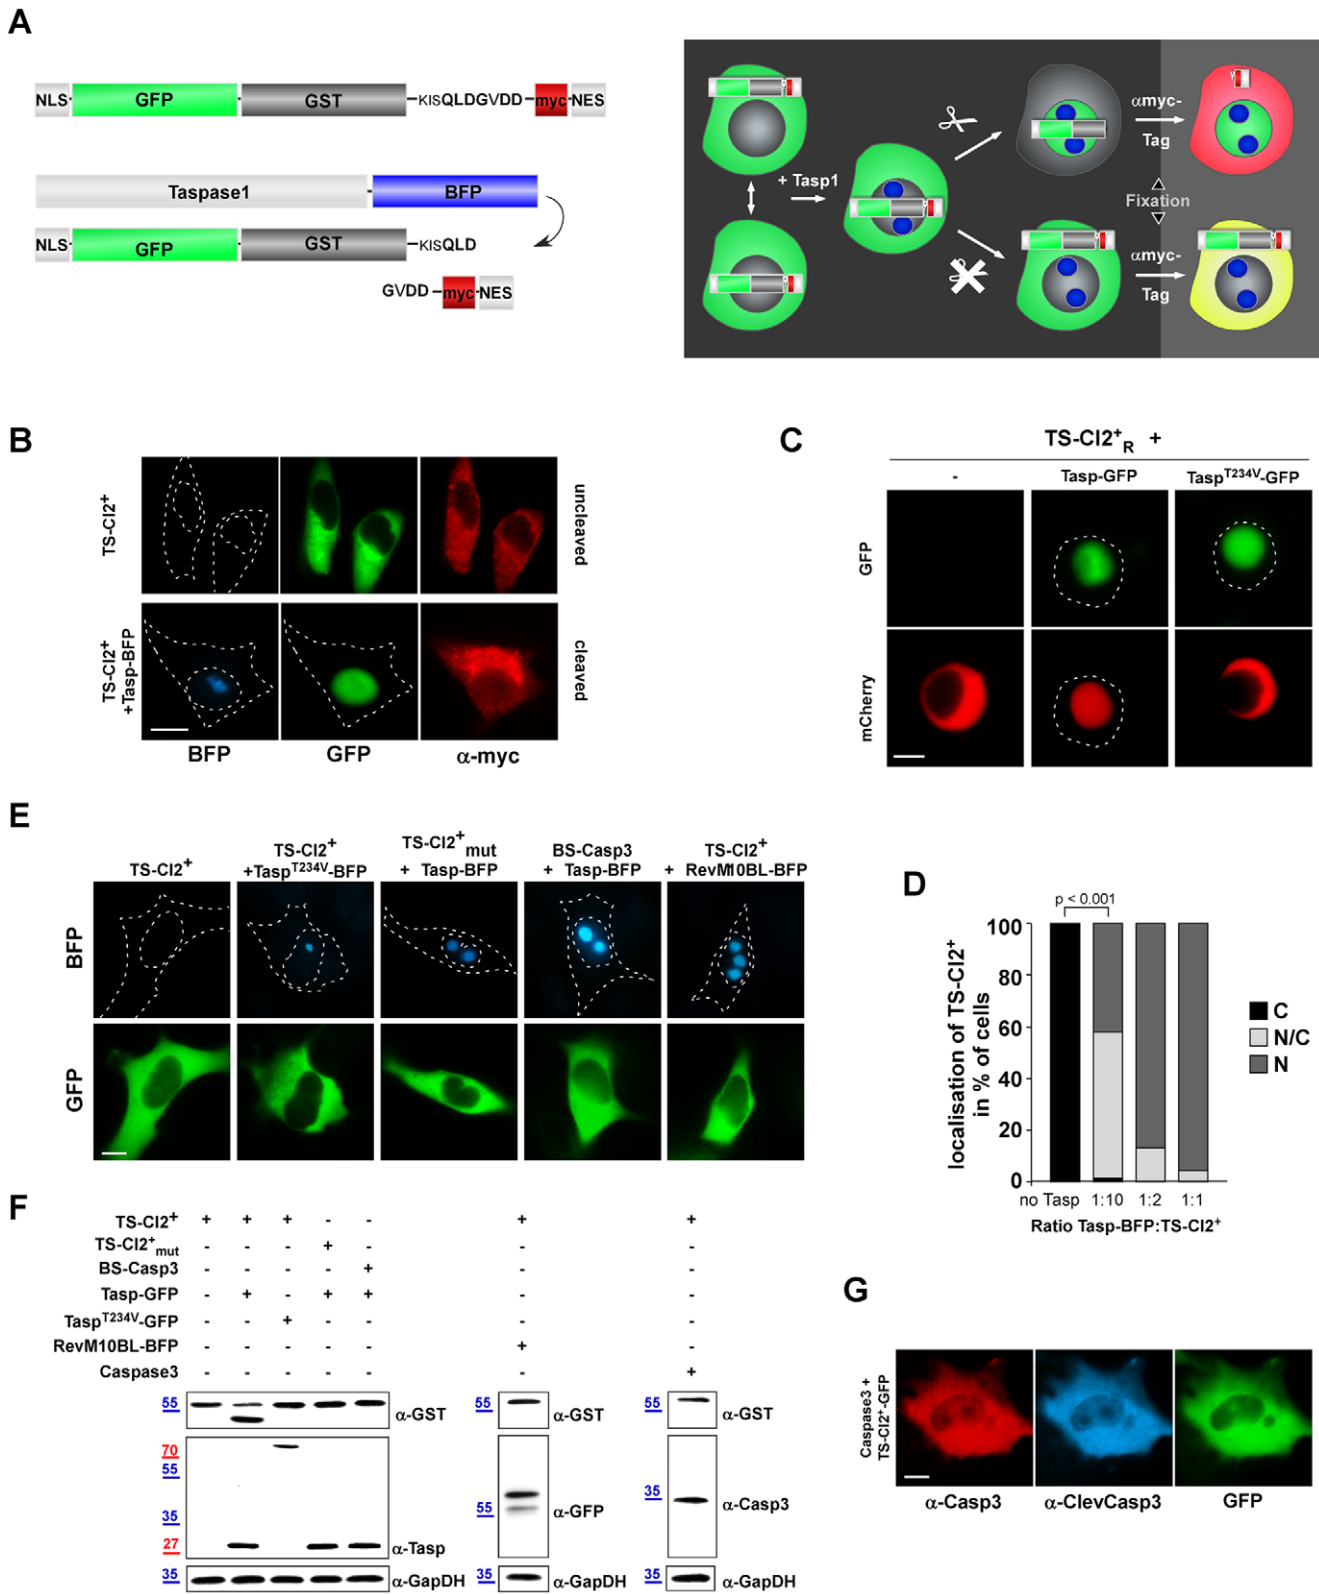 A
NLS
GFP
GST
KISQLDGVDD
myc
NES
Taspase1
BFP
NLS
GFP
GST
KISQLD
GVDD
myc
NES
+ Tasp1
αmyc-
Tag
Fixation
αmyc-
Tag
B
TS-Cl2+
uncleaved
TS-Cl2+
+Tasp-BFP
cleaved
BFP
GFP
α-myc
C
TS-Cl2+R +
-
Tasp-GFP
TaspT234V-GFP
GFP
mCherry
E
TS-Cl2+
TS-Cl2+
+TaspT234V-BFP
TS-Cl2+mut
+ Tasp-BFP
BS-Casp3
+ Tasp-BFP
TS-Cl2+
+ RevM10BL-BFP
BFP
GFP
D
p < 0.001
localisation of TS-Cl2+
in % of cells
100
80
60
40
20
0
no Tasp
1:10
1:2
1:1
Ratio Tasp-BFP:TS-Cl2+
C
N/C
N
F
TS-Cl2+ + + + - - + +
TS-Cl2+mut - - - + - - -
BS-Casp3 - - - - + - -
Tasp-GFP - + - + + - -
TaspT234V-GFP - - + - - - -
RevM10BL-BFP - - - - - + -
Caspase3 - - - - - - +
55
α-GST
70
55
35
27
α-Tasp
35
α-GapDH
55
α-GST
55
α-GFP
35
α-GapDH
55
α-GST
35
α-Casp3
35
α-GapDH
G
Caspase3 +
TS-Cl2+-GFP
α-Casp3
α-ClevCasp3
GFP